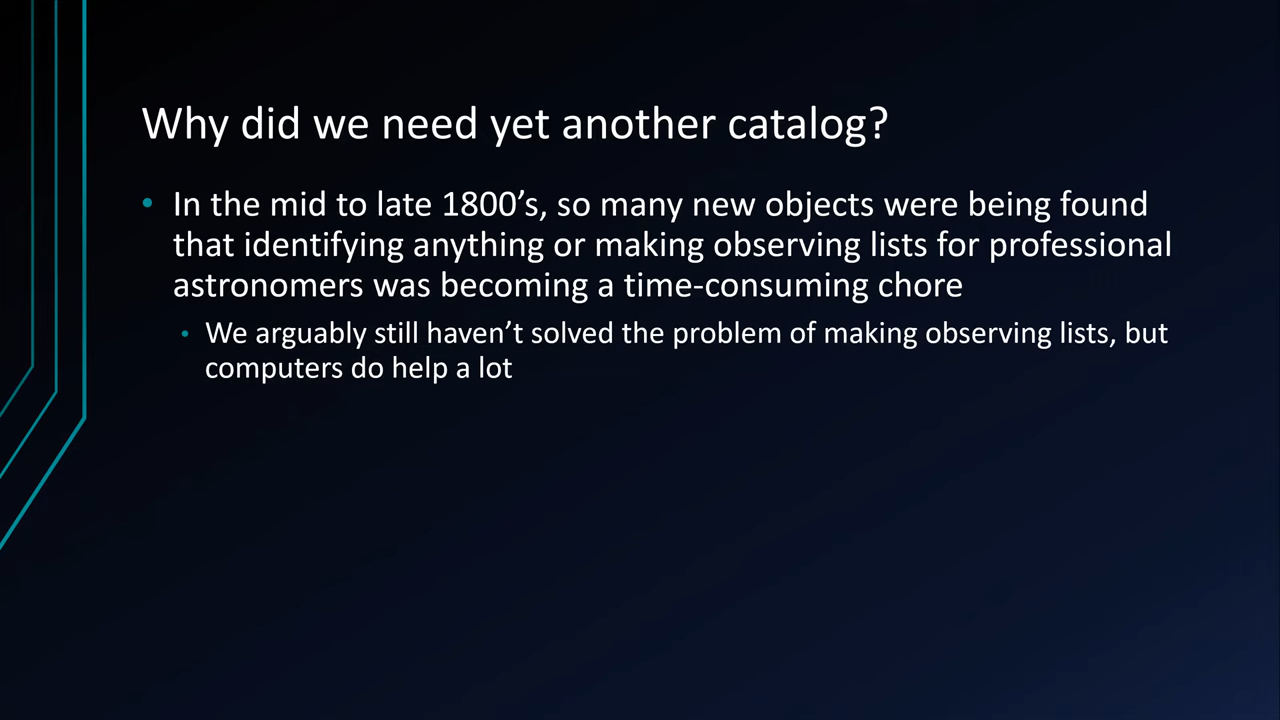 Why did we need yet another catalog?
• In the mid to late 1800’s, so many new objects were being found
that identifying anything or making observing lists for professional
astronomers was becoming a time-consuming chore
• We arguably still haven’t solved the problem of making observing lists, but
computers do help a lot